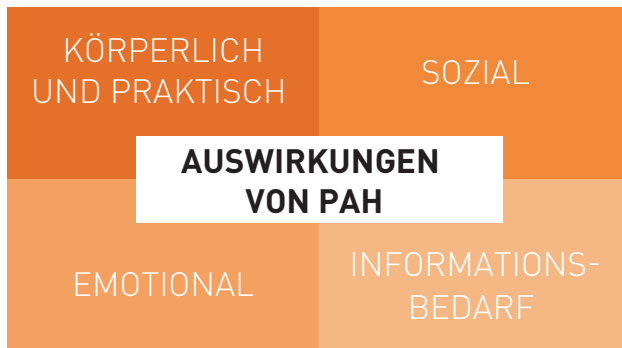 KÖRPERLICH
UND PRAKTISCH
SOZIAL
AUSWIRKUNGEN
VON PAH
EMOTIONAL
INFORMATIONS-
BEDARF